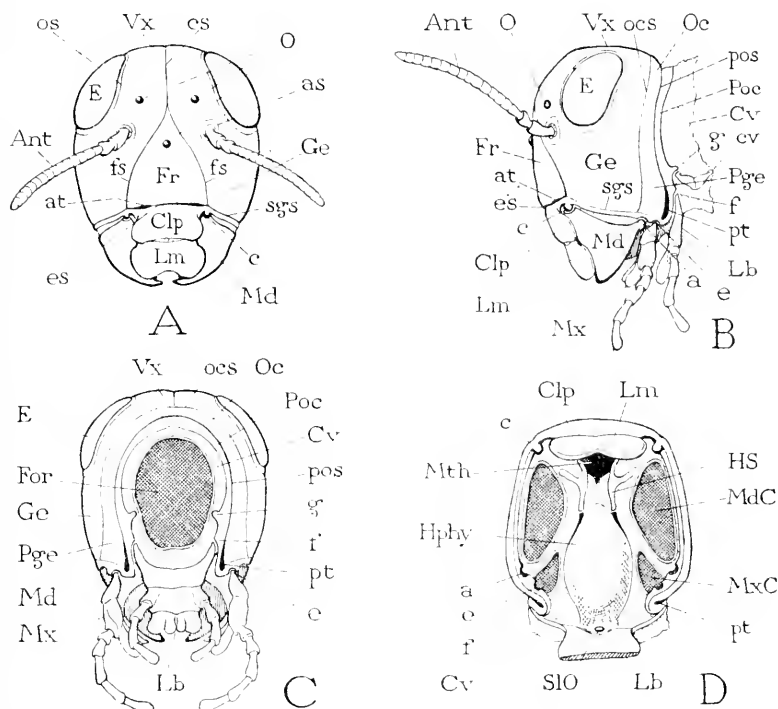 Vx cs
os O
E as
Ant Ge
fs Fr fs
at sgs
Clp
Lm c
es Md
A
Ant O Vx ocs Oc
pos
E Poc
Cv
g cv
Fr Ge Pge
at sgs f
es pt
c Md
Clp Lb
a e
Lm
Mx B
Vx ocs Oc
E Poc
Cv
For pos
Ge g
Pge f
pt
Md e
Mx
Lb C
Clp Lm
c
Mth HS
MdC
Hphy
a MxC
e pt
f
Cv SlO Lb D